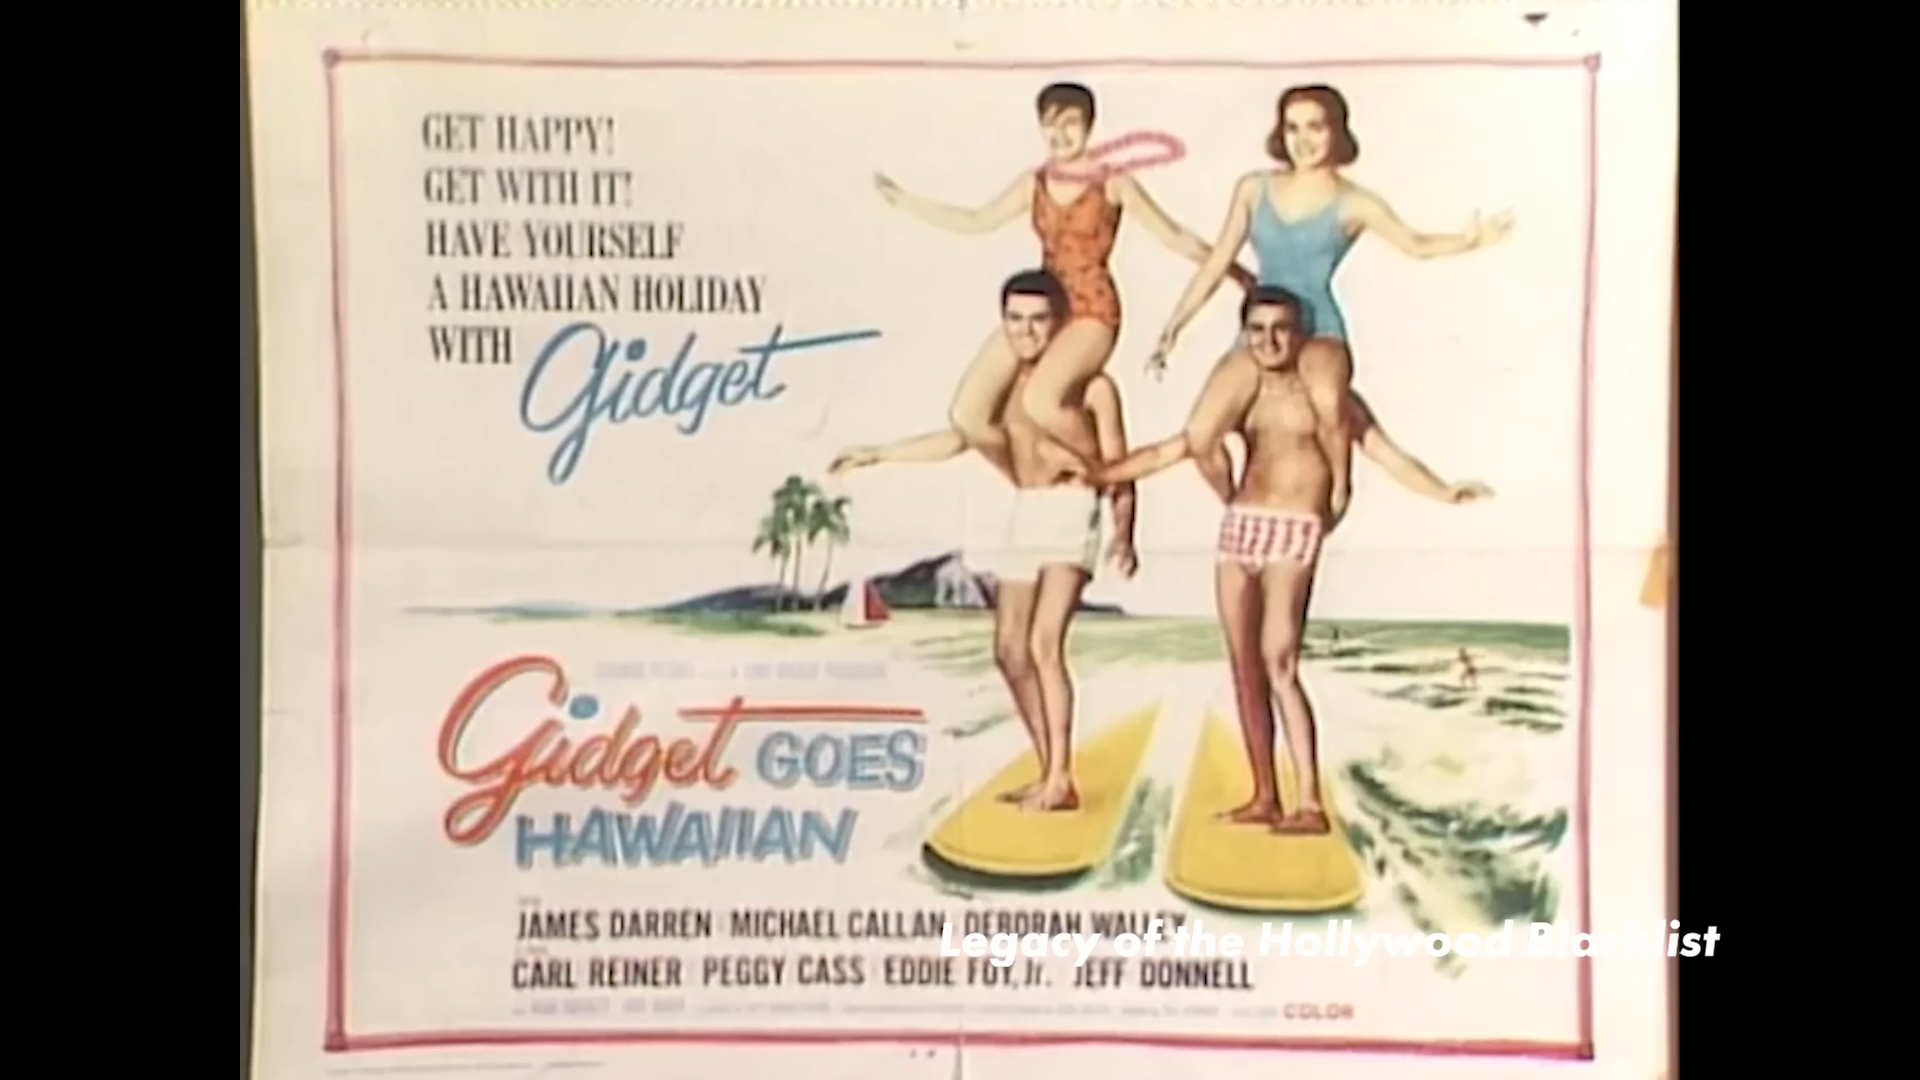 GET HAPPY!
GET WITH IT!
HAVE YOURSELF
A HAWAIIAN HOLIDAY
WITH Gidget
Gidget GOES
HAWAIIAN
JAMES DARREN · MICHAEL CALLAN · DEBORAH WALLEY
Legacy of the Hollywood Blacklist
CARL REINER · PEGGY CASS · EDDIE FOY, Jr. · JEFF DONNELL
COLOR